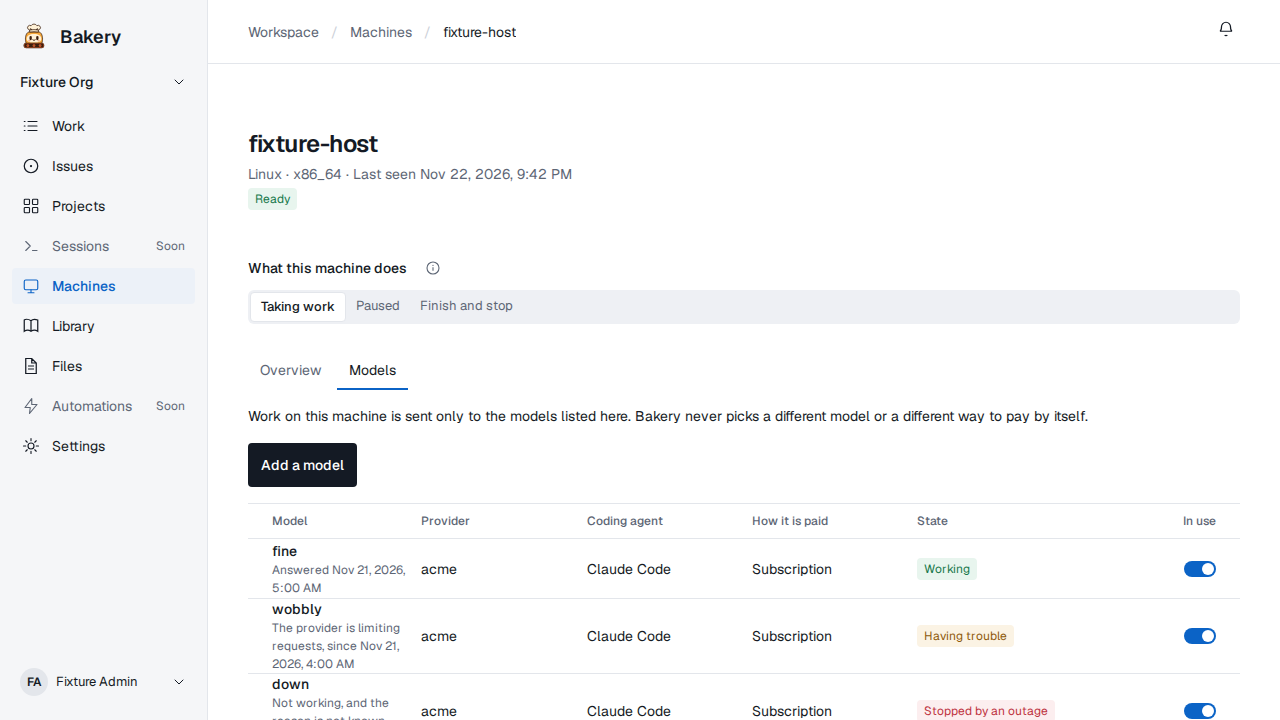 Bakery
Fixture Org
Work
Issues
Projects
Sessions Soon
Machines
Library
Files
Automations Soon
Settings
FA Fixture Admin
Workspace / Machines / fixture-host
fixture-host
Linux · x86_64 · Last seen Nov 22, 2026, 9:42 PM
Ready
What this machine does
Taking work Paused Finish and stop
Overview Models
Work on this machine is sent only to the models listed here. Bakery never picks a different model or a different way to pay by itself.
Add a model
Model Provider Coding agent How it is paid State In use
fine
Answered Nov 21, 2026,
5:00 AM
acme Claude Code Subscription Working
wobbly
The provider is limiting
requests, since Nov 21,
2026, 4:00 AM
acme Claude Code Subscription Having trouble
down
Not working, and the
reason is not known
acme Claude Code Subscription Stopped by an outage